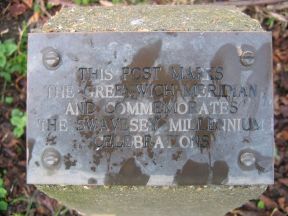 THIS POST MARKS
THE GREENWICH MERIDIAN
AND COMMEMORATES
THE SWAVESEY MILLENNIUM
CELEBRATIONS